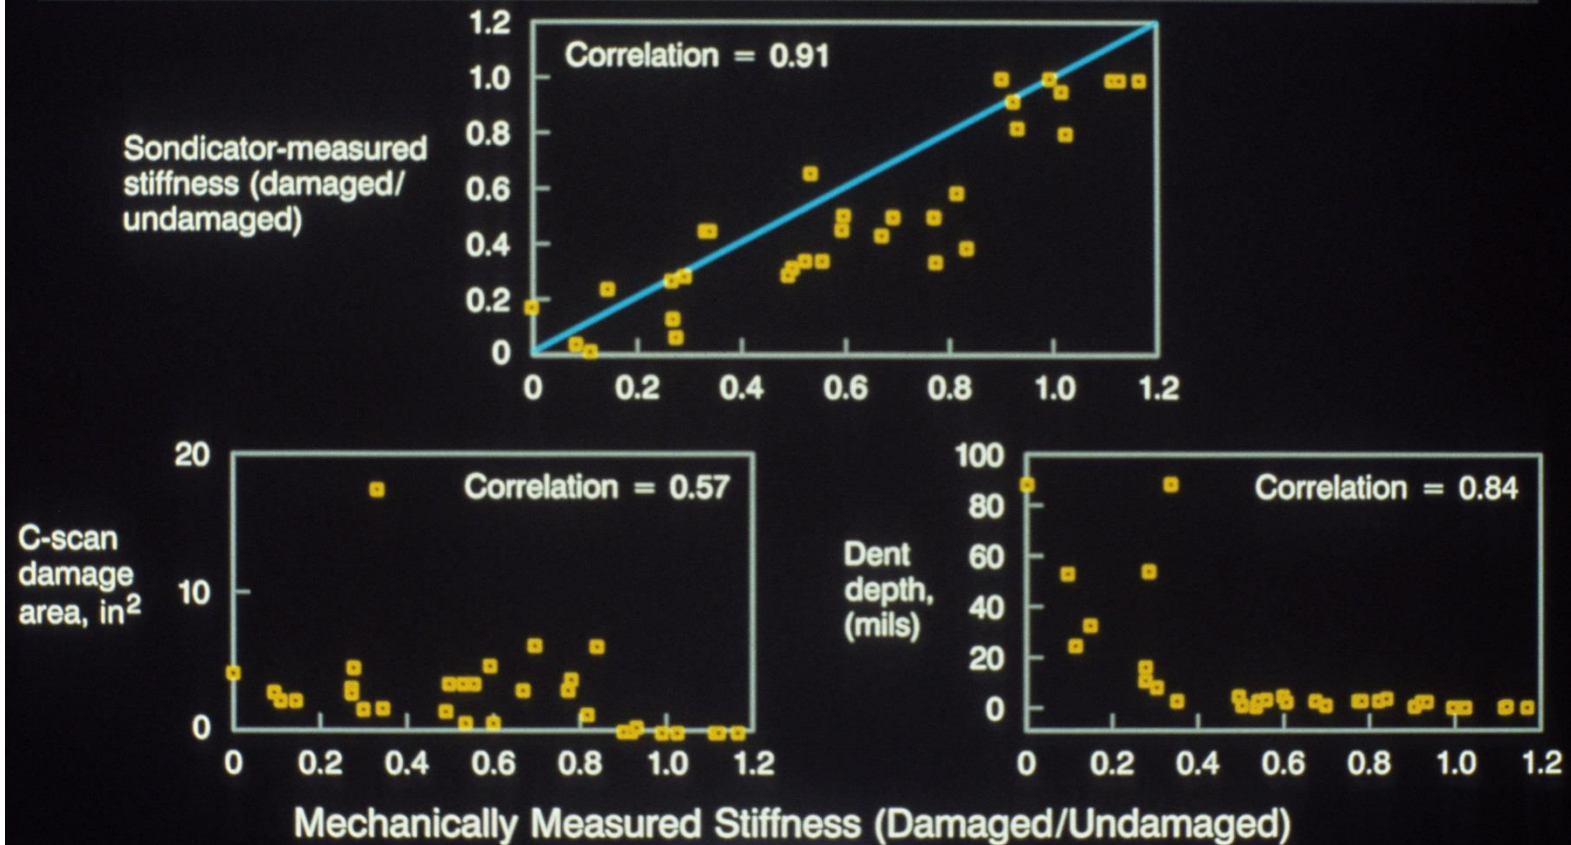 1.2
Correlation = 0.91
1.0
0.8
Sondicator-measured
stiffness (damaged/
undamaged)
0.6
0.4
0.2
0
0 0.2 0.4 0.6 0.8 1.0 1.2
20
Correlation = 0.57
C-scan
damage
area, in²
10
0
0 0.2 0.4 0.6 0.8 1.0 1.2
100
Correlation = 0.84
80
Dent
depth,
(mils)
60
40
20
0
0 0.2 0.4 0.6 0.8 1.0 1.2
Mechanically Measured Stiffness (Damaged/Undamaged)